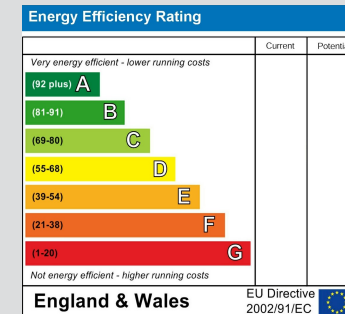 Energy Efficiency Rating
Current Potentia
Very energy efficient - lower running costs
(92 plus) A
(81-91) B
(69-80) C
(55-68) D
(39-54) E
(21-38) F
(1-20) G
Not energy efficient - higher running costs
England & Wales
EU Directive
2002/91/EC